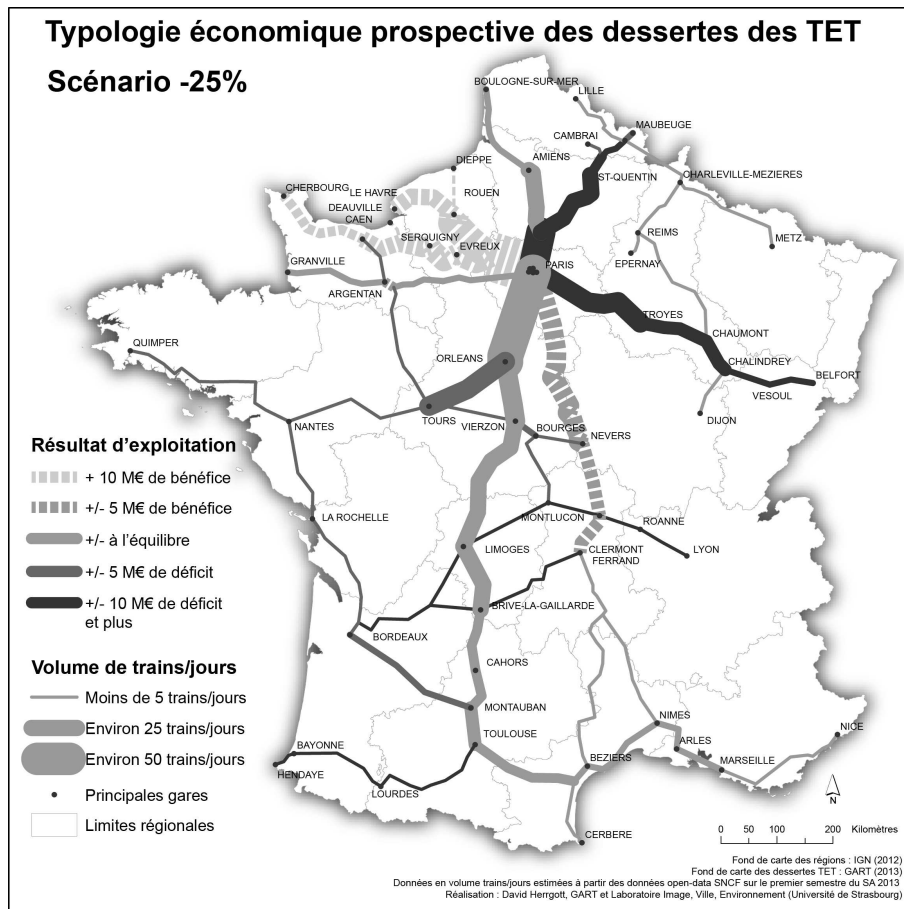 Typologie économique prospective des dessertes des TET
Scénario -25%
BOULOGNE-SUR-MER
LILLE
MAUBEUGE
CAMBRAI
AMIENS
DIEPPE
ST-QUENTIN
CHARLEVILLE-MEZIERES
CHERBOURG
LE HAVRE
ROUEN
DEAUVILLE
CAEN
SERQUIGNY
EVREUX
REIMS
METZ
EPERNAY
GRANVILLE
PARIS
ARGENTAN
TROYES
CHAUMONT
QUIMPER
ORLEANS
CHALINDREY
BELFORT
VESOUL
TOURS
VIERZON
BOURGES
NEVERS
DIJON
NANTES
Résultat d’exploitation
+ 10 M€ de bénéfice
+/- 5 M€ de bénéfice
+/- à l’équilibre
+/- 5 M€ de déficit
+/- 10 M€ de déficit
et plus
LA ROCHELLE
MONTLUCON
ROANNE
LIMOGES
LYON
CLERMONT
FERRAND
BRIVE-LA-GAILLARDE
BORDEAUX
CAHORS
MONTAUBAN
TOULOUSE
NIMES
NICE
ARLES
BAYONNE
BEZIERS
MARSEILLE
HENDAYE
LOURDES
CERBERE
Volume de trains/jours
Moins de 5 trains/jours
Environ 25 trains/jours
Environ 50 trains/jours
Principales gares
Limites régionales
N
0 50 100 200 Kilomètres
Fond de carte des régions : IGN (2012)
Fond de carte des dessertes TET : GART (2013)
Données en volume trains/jours estimées à partir des données open-data SNCF sur le premier semestre du SA 2013
Réalisation : David Herrgott, GART et Laboratoire Image, Ville, Environnement (Université de Strasbourg)